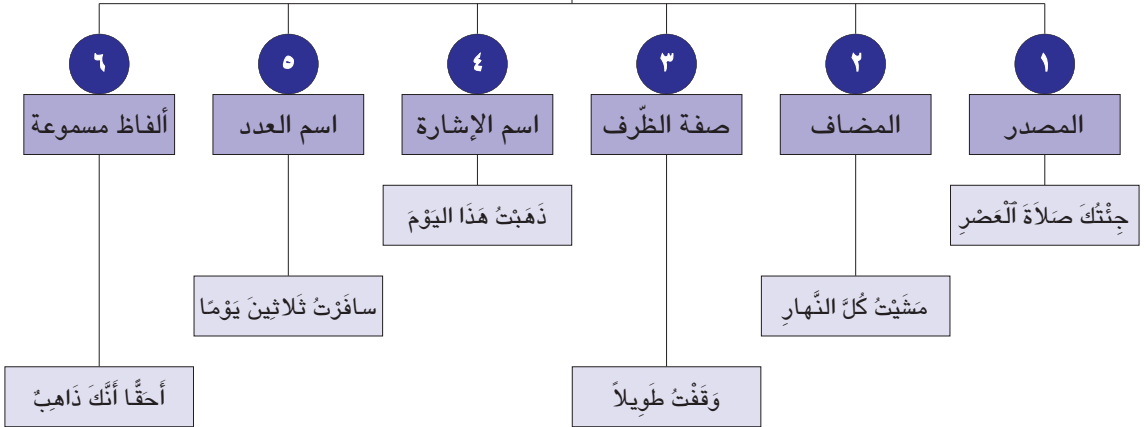 ١
٢
٣
٤
٥
٦
المصدر
المضاف
صفة الظّرف
اسم الإشارة
اسم العدد
ألفاظ مسموعة
جِئْتُكَ صَلاَةَ ٱلْعَصْرِ
ذَهَبْتُ هَذَا اليَوْمَ
مَشَيْتُ كُلَّ النَّهارِ
سافَرْتُ ثَلاثِينَ يَوْمًا
وَقَفْتُ طَوِيلاً
أَحَقًّا أَنَّكَ ذَاهِبٌ